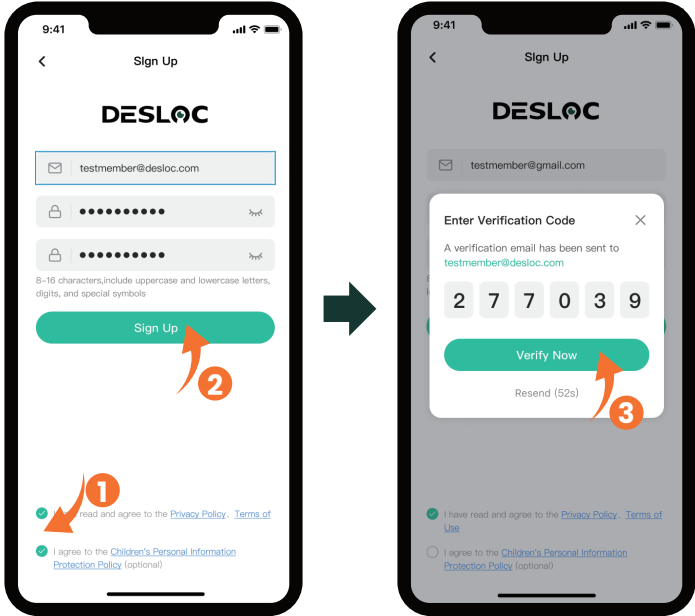 9:41
SIgn Up
DESLOC
testmember@desloc.com
8-16 characters,include uppercase and lowercase letters,
digits, and special symbols
Sign Up
2
1
read and agree to the Privacy Policy、Terms of
I agree to the Children's Personal Information
Protection Policy (optional)
9:41
SIgn Up
DESLOC
testmember@gmail.com
Enter Verification Code
A verification email has been sent to
testmember@desloc.com
2 7 7 0 3 9
Verify Now
Resend (52s)
3
I have read and agree to the Privacy Policy、Terms of
Use
I agree to the Children's Personal Information
Protection Policy (optional)